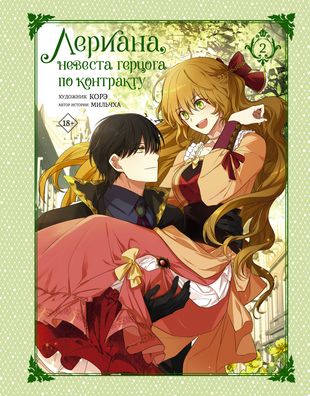 Лериана,
невеста герцога
по контракту
2
ХУДОЖНИК КОРЭ
АВТОР ИСТОРИИ МИЛЬЧХА
18+